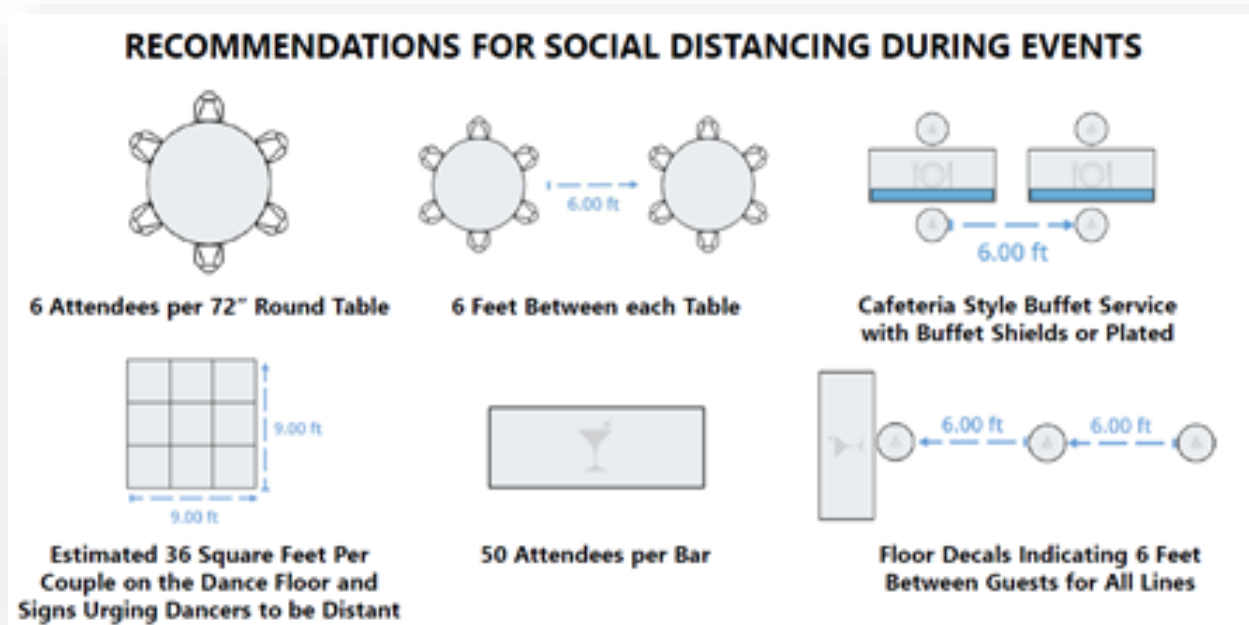 RECOMMENDATIONS FOR SOCIAL DISTANCING DURING EVENTS
6.00 ft
6.00 ft
6 Attendees per 72" Round Table
6 Feet Between each Table
Cafeteria Style Buffet Service
with Buffet Shields or Plated
9.00 ft
9.00 ft
6.00 ft
6.00 ft
Estimated 36 Square Feet Per
Couple on the Dance Floor and
Signs Urging Dancers to be Distant
50 Attendees per Bar
Floor Decals Indicating 6 Feet
Between Guests for All Lines